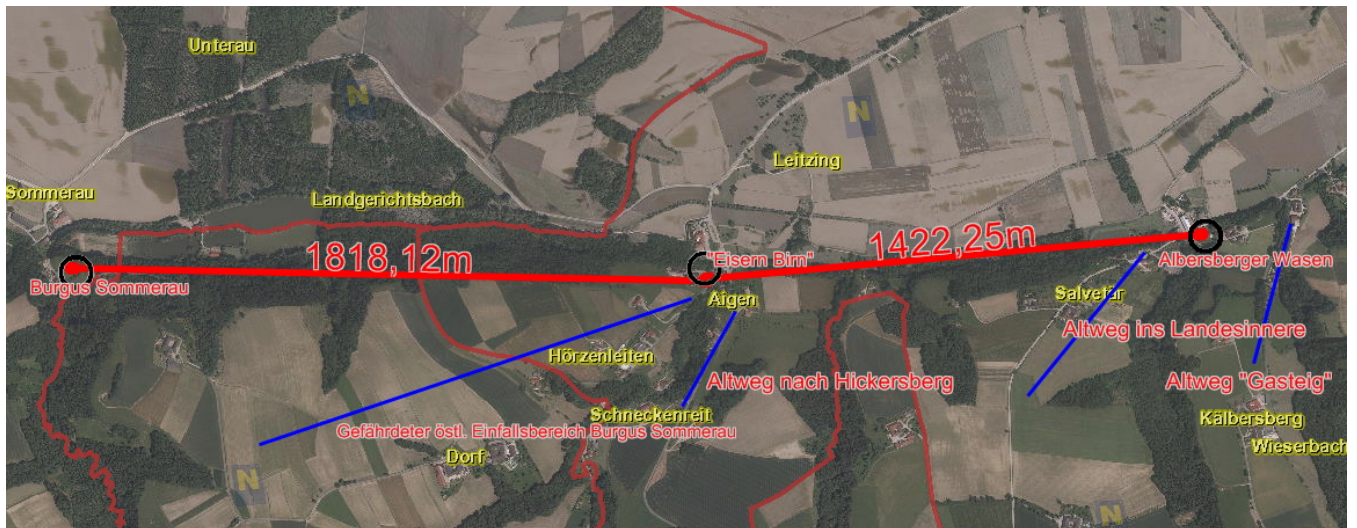 Unterau
N
N
Leitzing
Sommerau
Landgerichtsbach
1818,12m
1422,25m
"Eisern Birn"
Albersberger Wasen
Burgus Sommerau
Aigen
Salvetär
Altweg ins Landesinnere
Hörzenleiten
Altweg nach Hickersberg
Altweg "Gasteig"
Schneckenreit
Kälbersberg
Gefährdeter östl. Einfallsbereich Burgus Sommerau
Wieserbach
Dorf
N
N